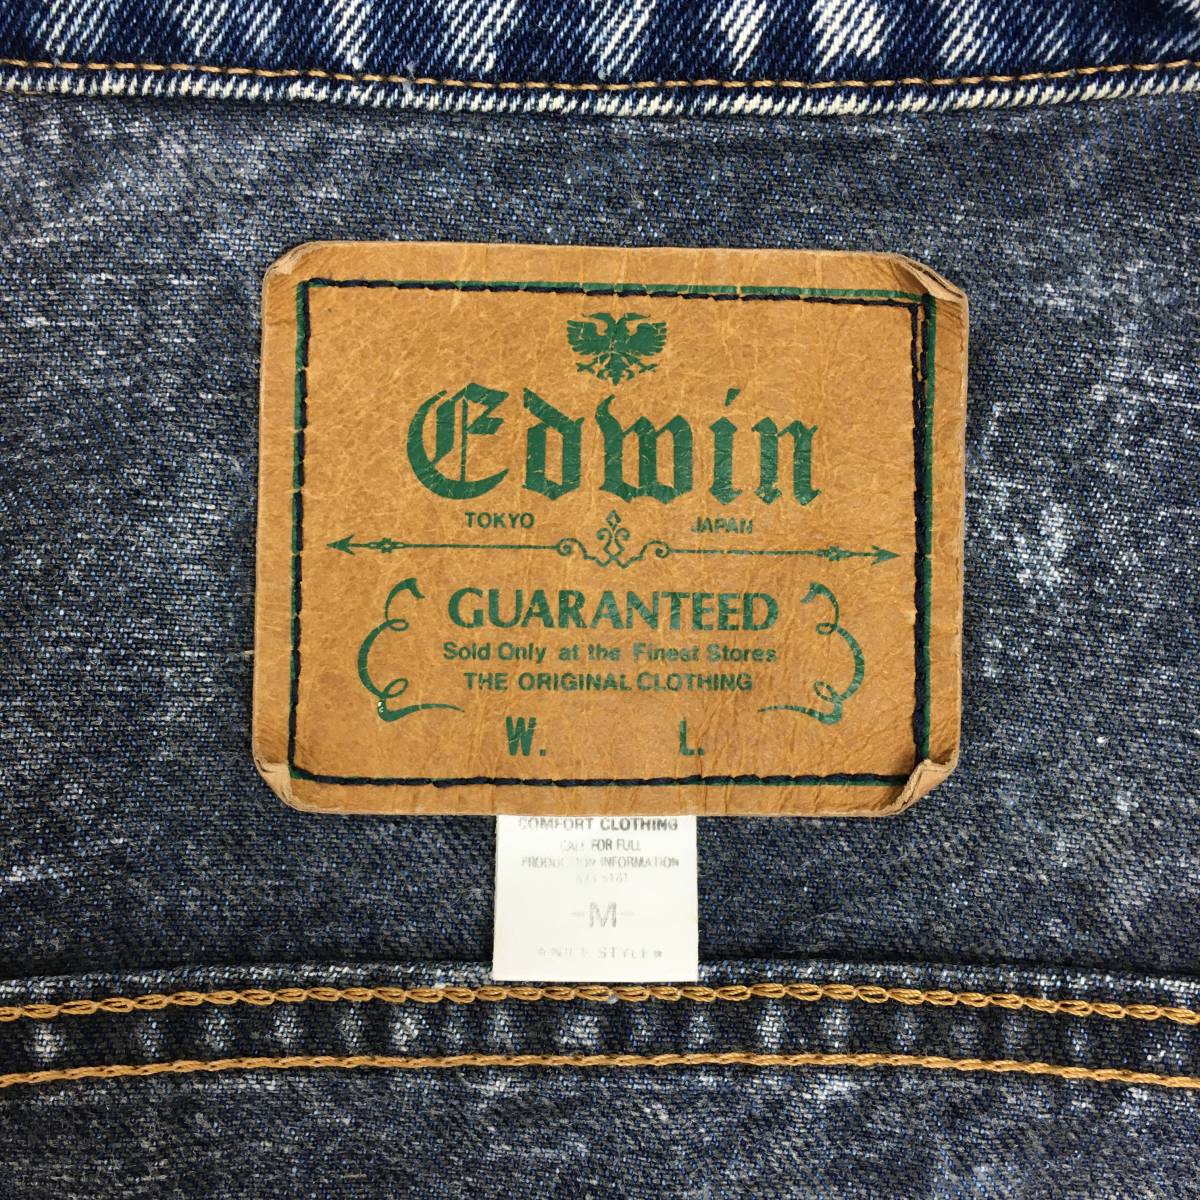 Edwin
TOKYO JAPAN
GUARANTEED
Sold Only at the Finest Stores
THE ORIGINAL CLOTHING
W. L.
COMFORT CLOTHING
CALL FOR FULL
PRODUCTION INFORMATION
-M-
*NICE STYLE*